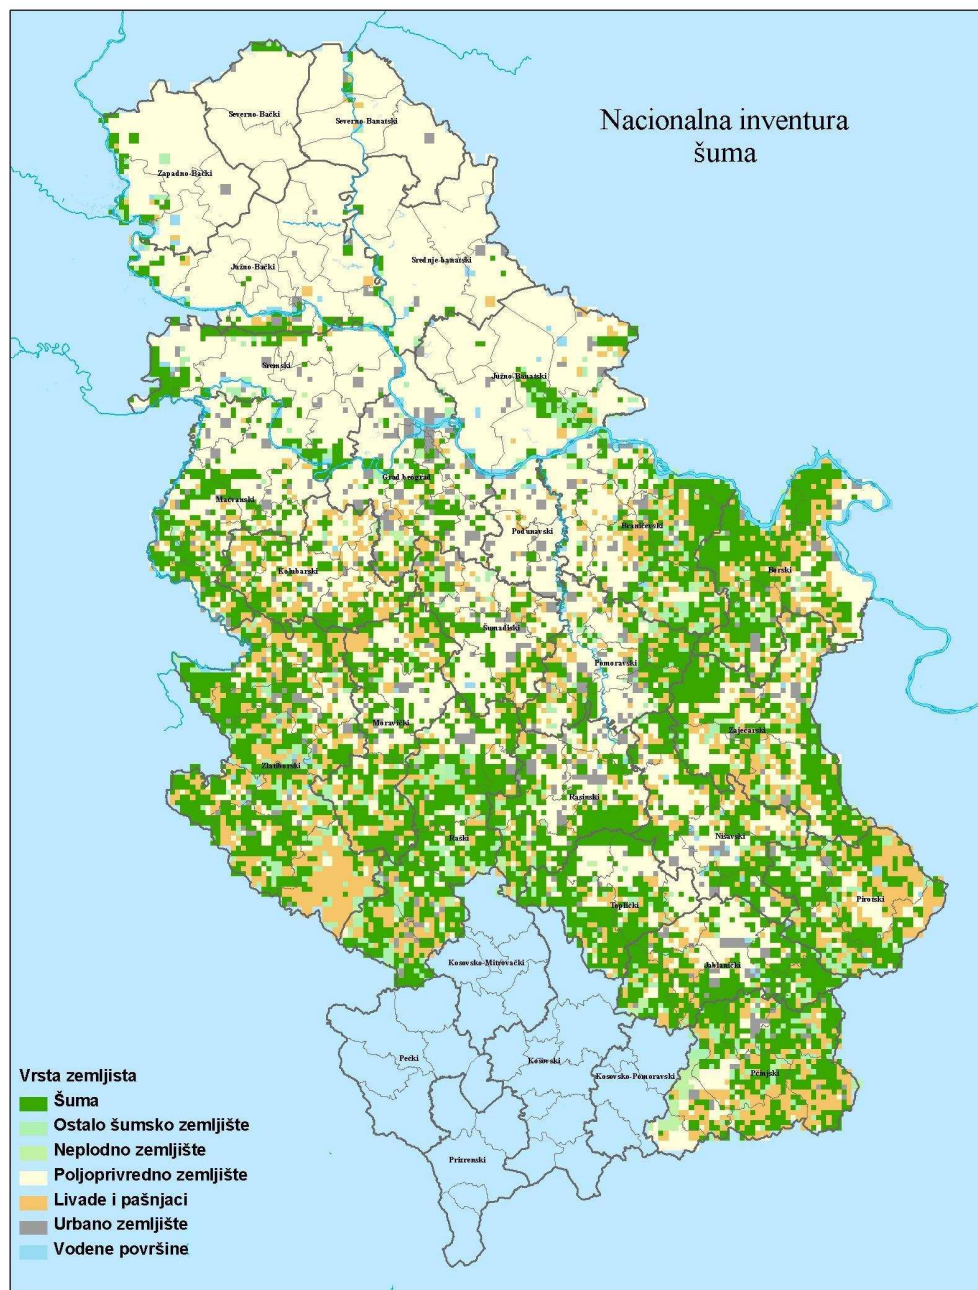 Nacionalna inventura
šuma
Severno-Bački
Severno-Banatski
Zapadno-Bački
Južno-Bački
Srednje-banatski
Sremski
Južno-Banatski
Grad beograd
Mačvanski
Podunavski
Braničevski
Kolubarski
Borski
Šumadiski
Pomoravski
Moravički
Zaječarski
Zlatiborski
Rasinski
Raški
Nišavski
Toplički
Pirotski
Jablanički
Kosovsko-Mitrovački
Pećki
Kosovski
Kosovsko-Pomoravski
Pčinjski
Prizrenski
Vrsta zemljista
Šuma
Ostalo šumsko zemljište
Neplodno zemljište
Poljoprivredno zemljište
Livade i pašnjaci
Urbano zemljište
Vodene površine